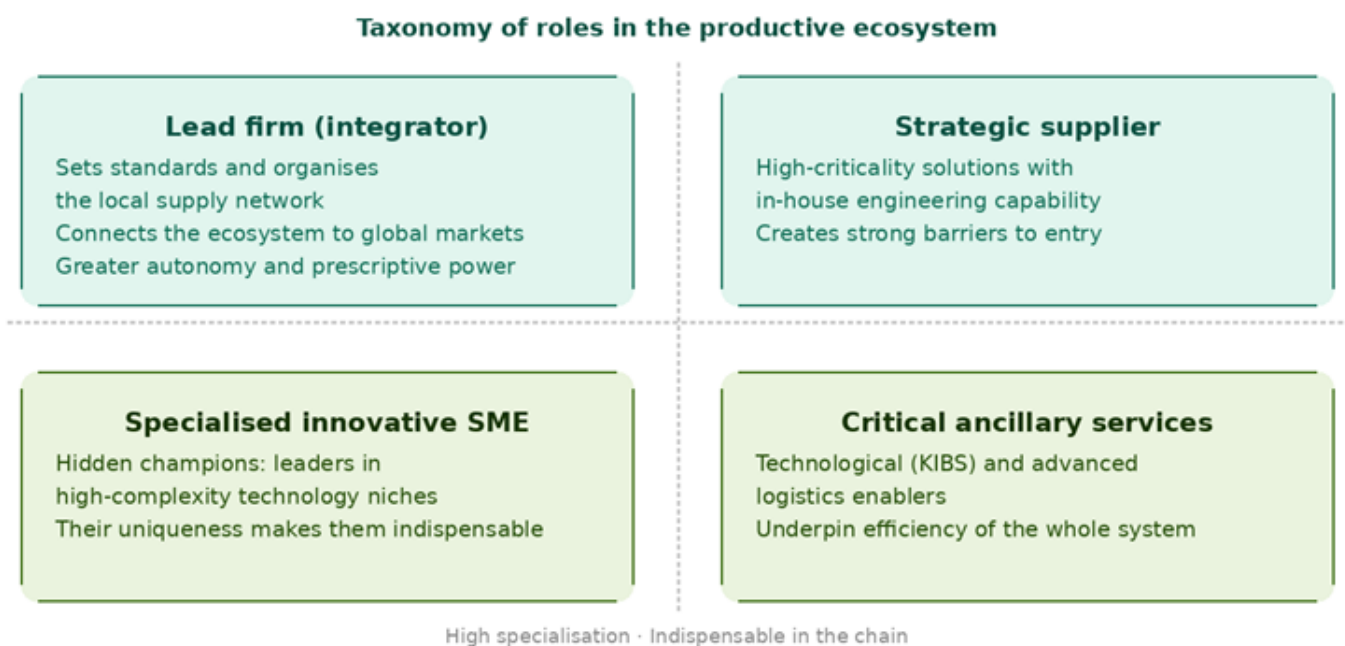 Taxonomy of roles in the productive ecosystem
Lead firm (integrator)
Sets standards and organises
the local supply network
Connects the ecosystem to global markets
Greater autonomy and prescriptive power
Strategic supplier
High-criticality solutions with
in-house engineering capability
Creates strong barriers to entry
Specialised innovative SME
Hidden champions: leaders in
high-complexity technology niches
Their uniqueness makes them indispensable
Critical ancillary services
Technological (KIBS) and advanced
logistics enablers
Underpin efficiency of the whole system
High specialisation · Indispensable in the chain